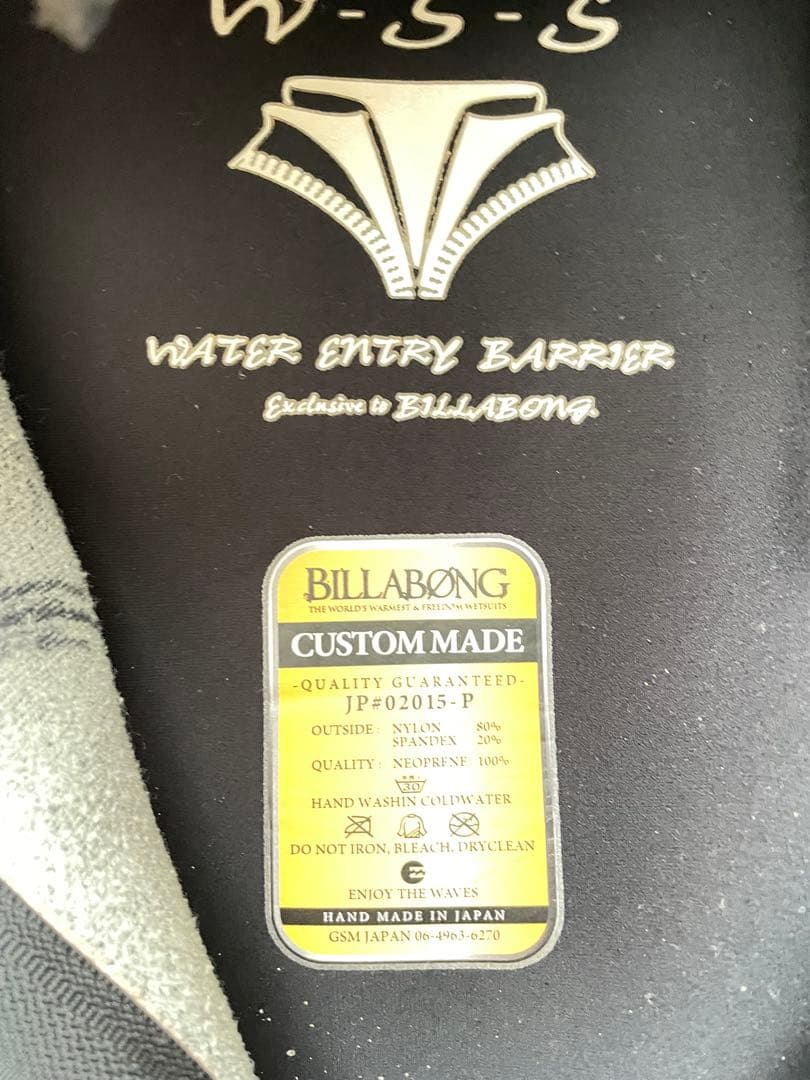 W-S-S
WATER ENTRY BARRIER
Exclusive to BILLABONG.
BILLABØNG
THE WORLD'S WARMEST & FREEDOM WETSUITS
CUSTOM MADE
-QUALITY GUARANTEED-
JP#02015-P
OUTSIDE: NYLON 80%
SPANDEX 20%
QUALITY: NEOPRENE 100%
30
HAND WASHIN COLDWATER
DO NOT IRON, BLEACH, DRYCLEAN
ENJOY THE WAVES
HAND MADE IN JAPAN
GSM JAPAN 06-4963-6270